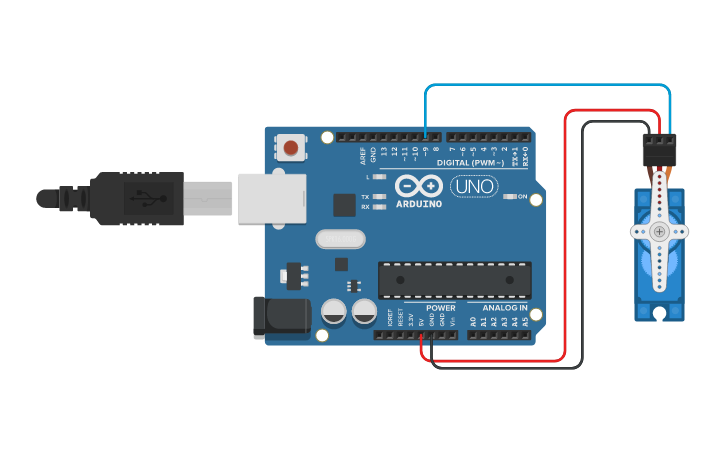 AREF
GND
13
12
~11
~10
~9
8
7
~6
~5
4
~3
2
TX→1
RX←0
DIGITAL (PWM~)
L
TX
RX
UNO
ARDUINO
ON
POWER
ANALOG IN
IOREF
RESET
3.3V
5V
GND
GND
Vin
A0
A1
A2
A3
A4
A5